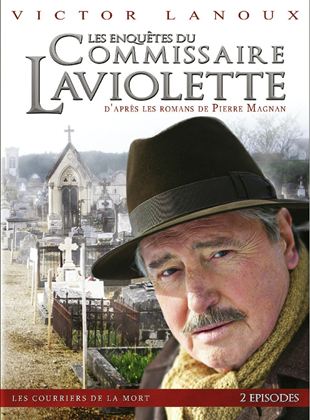 VICTOR LANOUX
LES ENQUÊTES DU
COMMISSAIRE
LAVIOLETTE
D'APRÈS LES ROMANS DE PIERRE MAGNAN
LES COURRIERS DE LA MORT
2 EPISODES